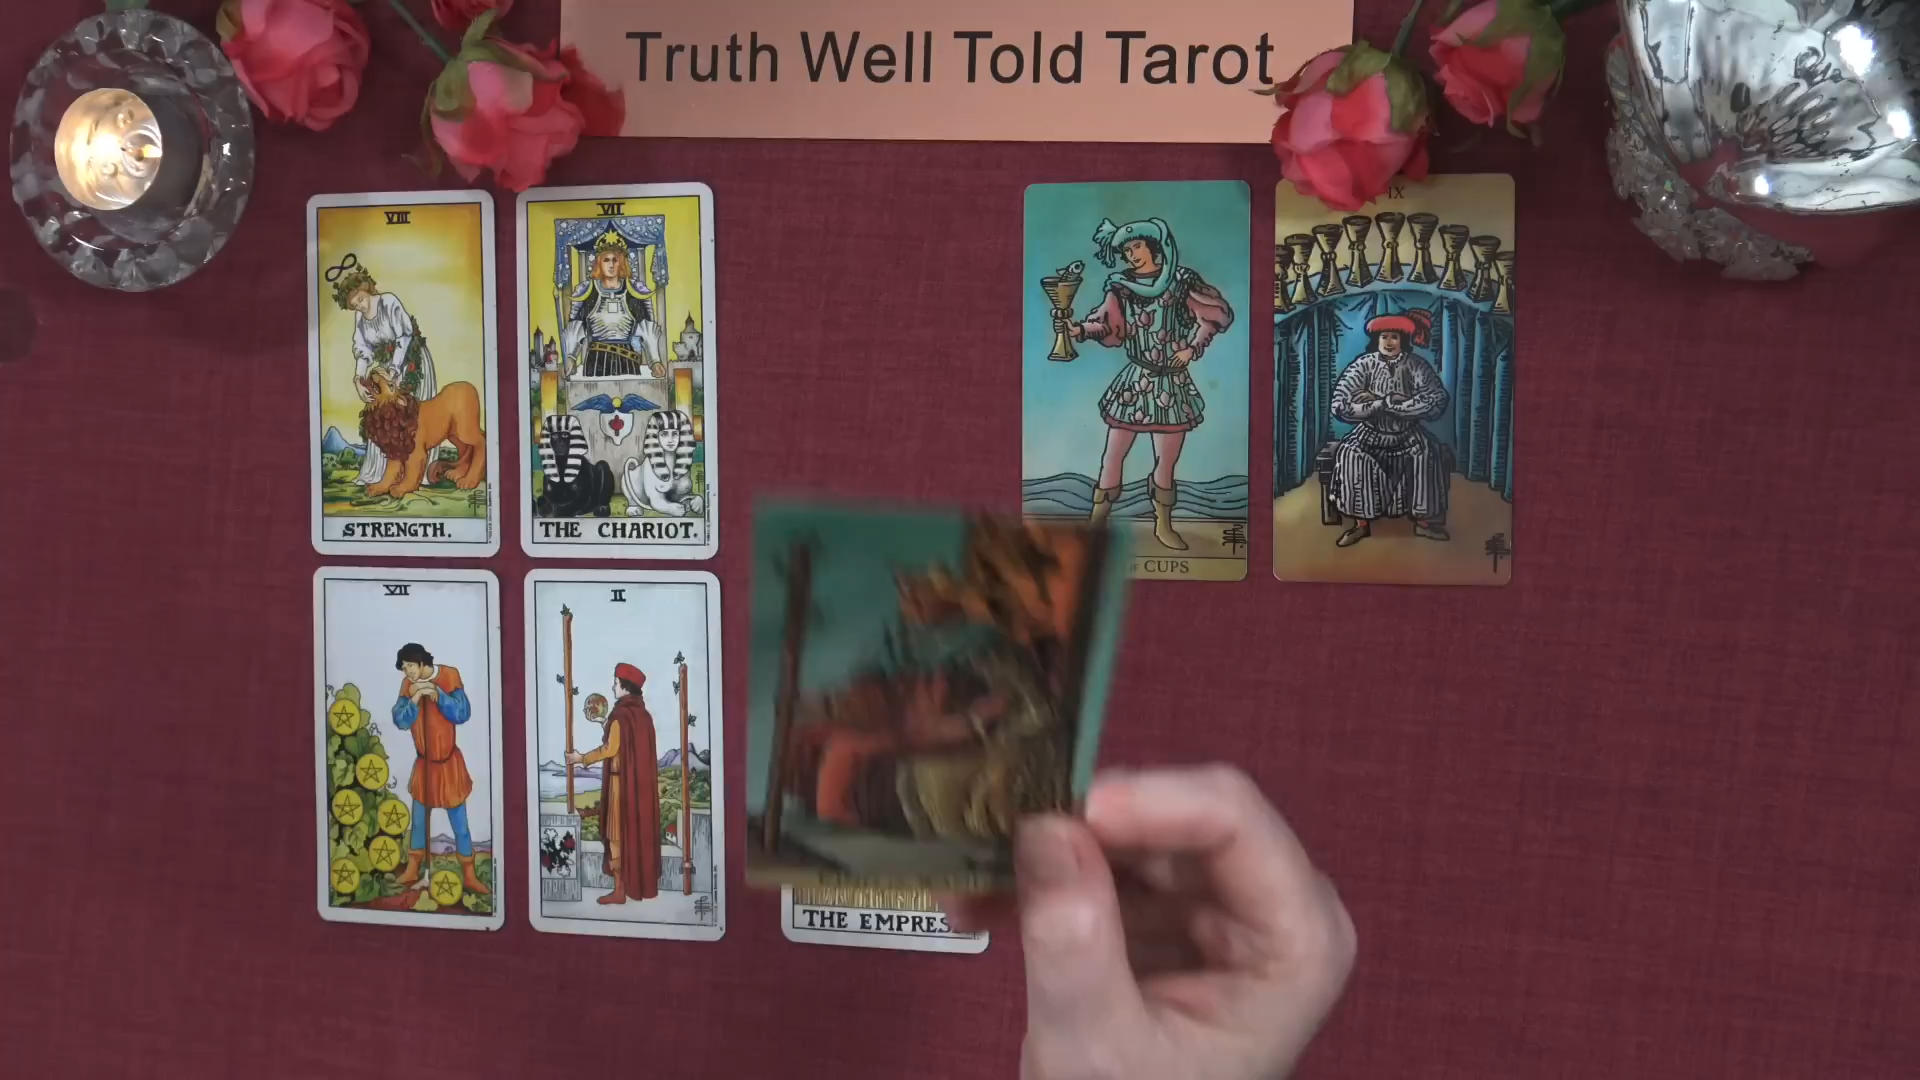 Truth Well Told Tarot
VIII
STRENGTH.
VII
THE CHARIOT.
CUPS
IX
VII
II
THE EMPRES